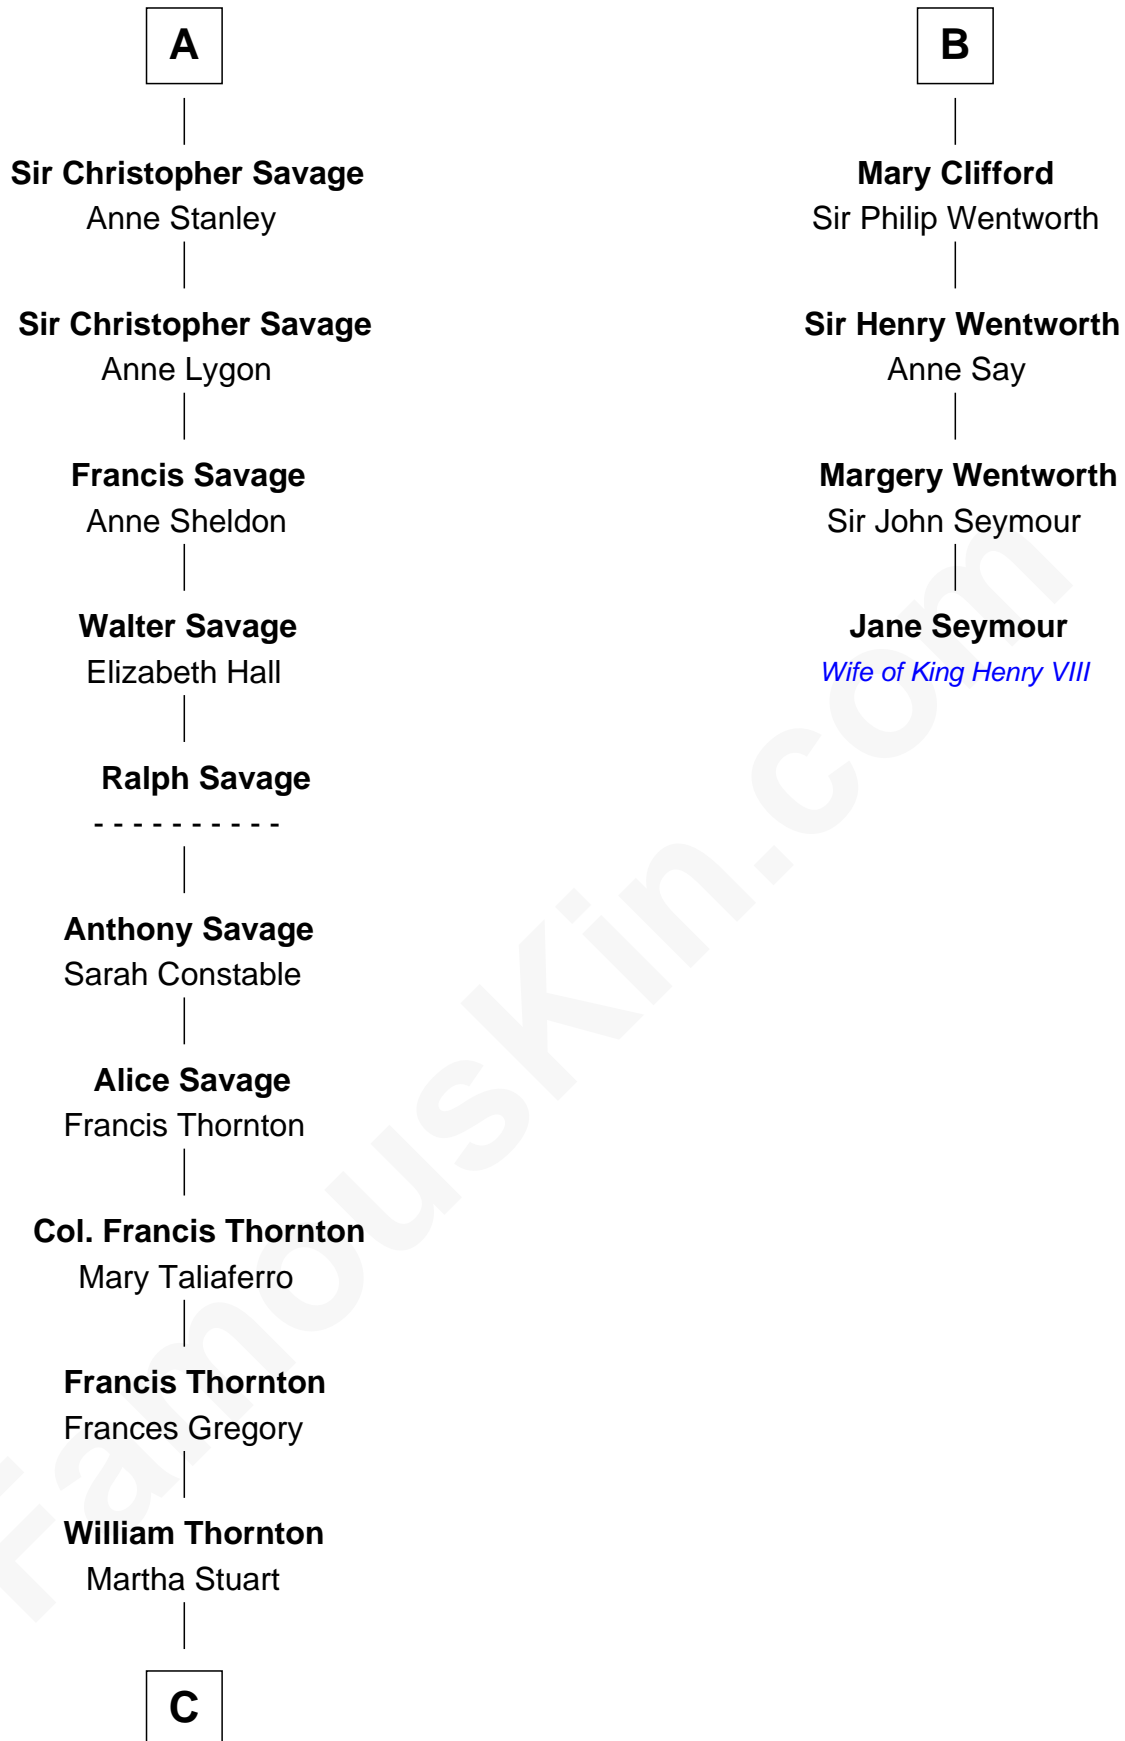 A
Sir Christopher Savage
Anne Stanley
Sir Christopher Savage
Anne Lygon
Francis Savage
Anne Sheldon
Walter Savage
Elizabeth Hall
Ralph Savage
- - - - - - - - - -
Anthony Savage
Sarah Constable
Alice Savage
Francis Thornton
Col. Francis Thornton
Mary Taliaferro
Francis Thornton
Frances Gregory
William Thornton
Martha Stuart
C
B
Mary Clifford
Sir Philip Wentworth
Sir Henry Wentworth
Anne Say
Margery Wentworth
Sir John Seymour
Jane Seymour
Wife of King Henry VIII
FamousKin.com